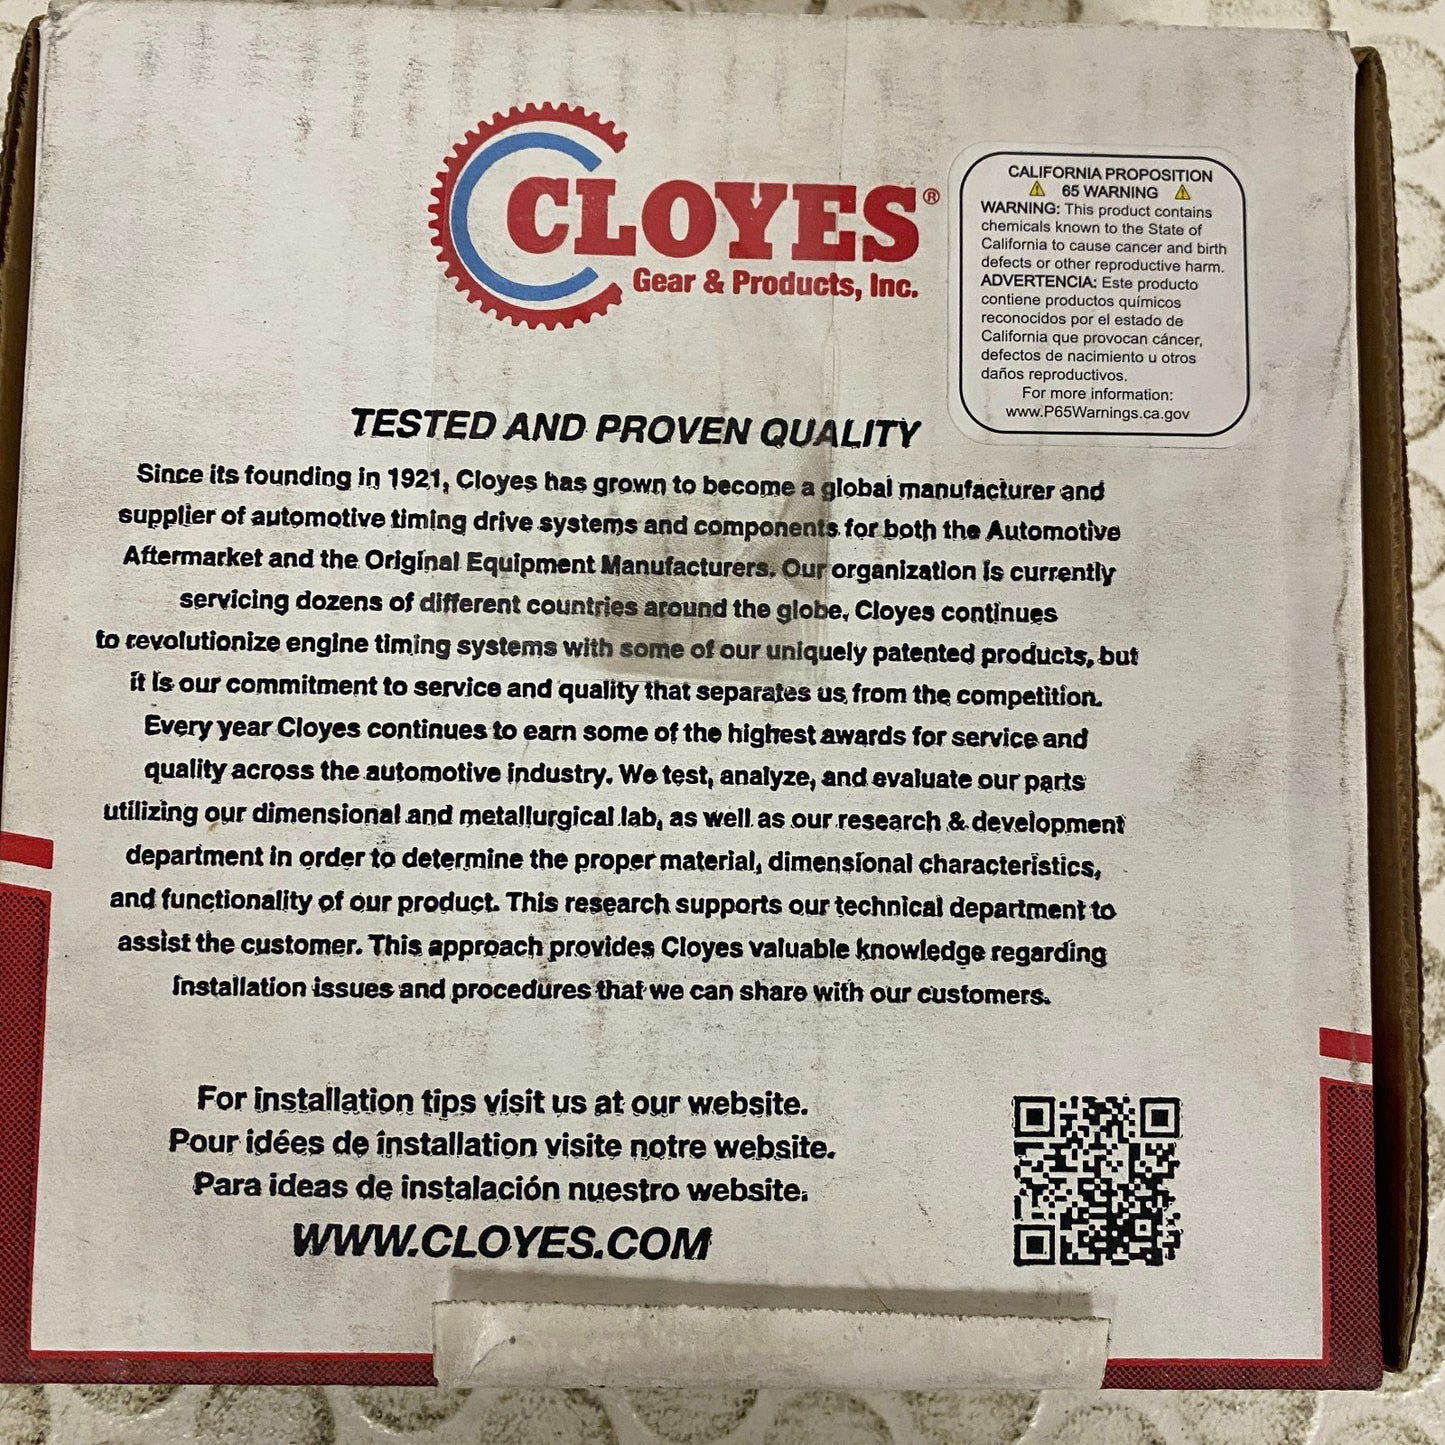 CLOYES®
Gear & Products, Inc.
CALIFORNIA PROPOSITION
65 WARNING
WARNING: This product contains
chemicals known to the State of
California to cause cancer and birth
defects or other reproductive harm.
ADVERTENCIA: Este producto
contiene productos químicos
reconocidos por el estado de
California que provocan cáncer,
defectos de nacimiento u otros
daños reproductivos.
For more information:
www.P65Warnings.ca.gov
TESTED AND PROVEN QUALITY
Since its founding in 1921, Cloyes has grown to become a global manufacturer and
supplier of automotive timing drive systems and components for both the Automotive
Aftermarket and the Original Equipment Manufacturers. Our organization is currently
servicing dozens of different countries around the globe. Cloyes continues
to revolutionize engine timing systems with some of our uniquely patented products, but
it is our commitment to service and quality that separates us from the competition.
Every year Cloyes continues to earn some of the highest awards for service and
quality across the automotive industry. We test, analyze, and evaluate our parts
utilizing our dimensional and metallurgical lab, as well as our research & development
department in order to determine the proper material, dimensional characteristics,
and functionality of our product. This research supports our technical department to
assist the customer. This approach provides Cloyes valuable knowledge regarding
installation issues and procedures that we can share with our customers.
For installation tips visit us at our website.
Pour idées de installation visite notre website.
Para ideas de instalación nuestro website.
WWW.CLOYES.COM